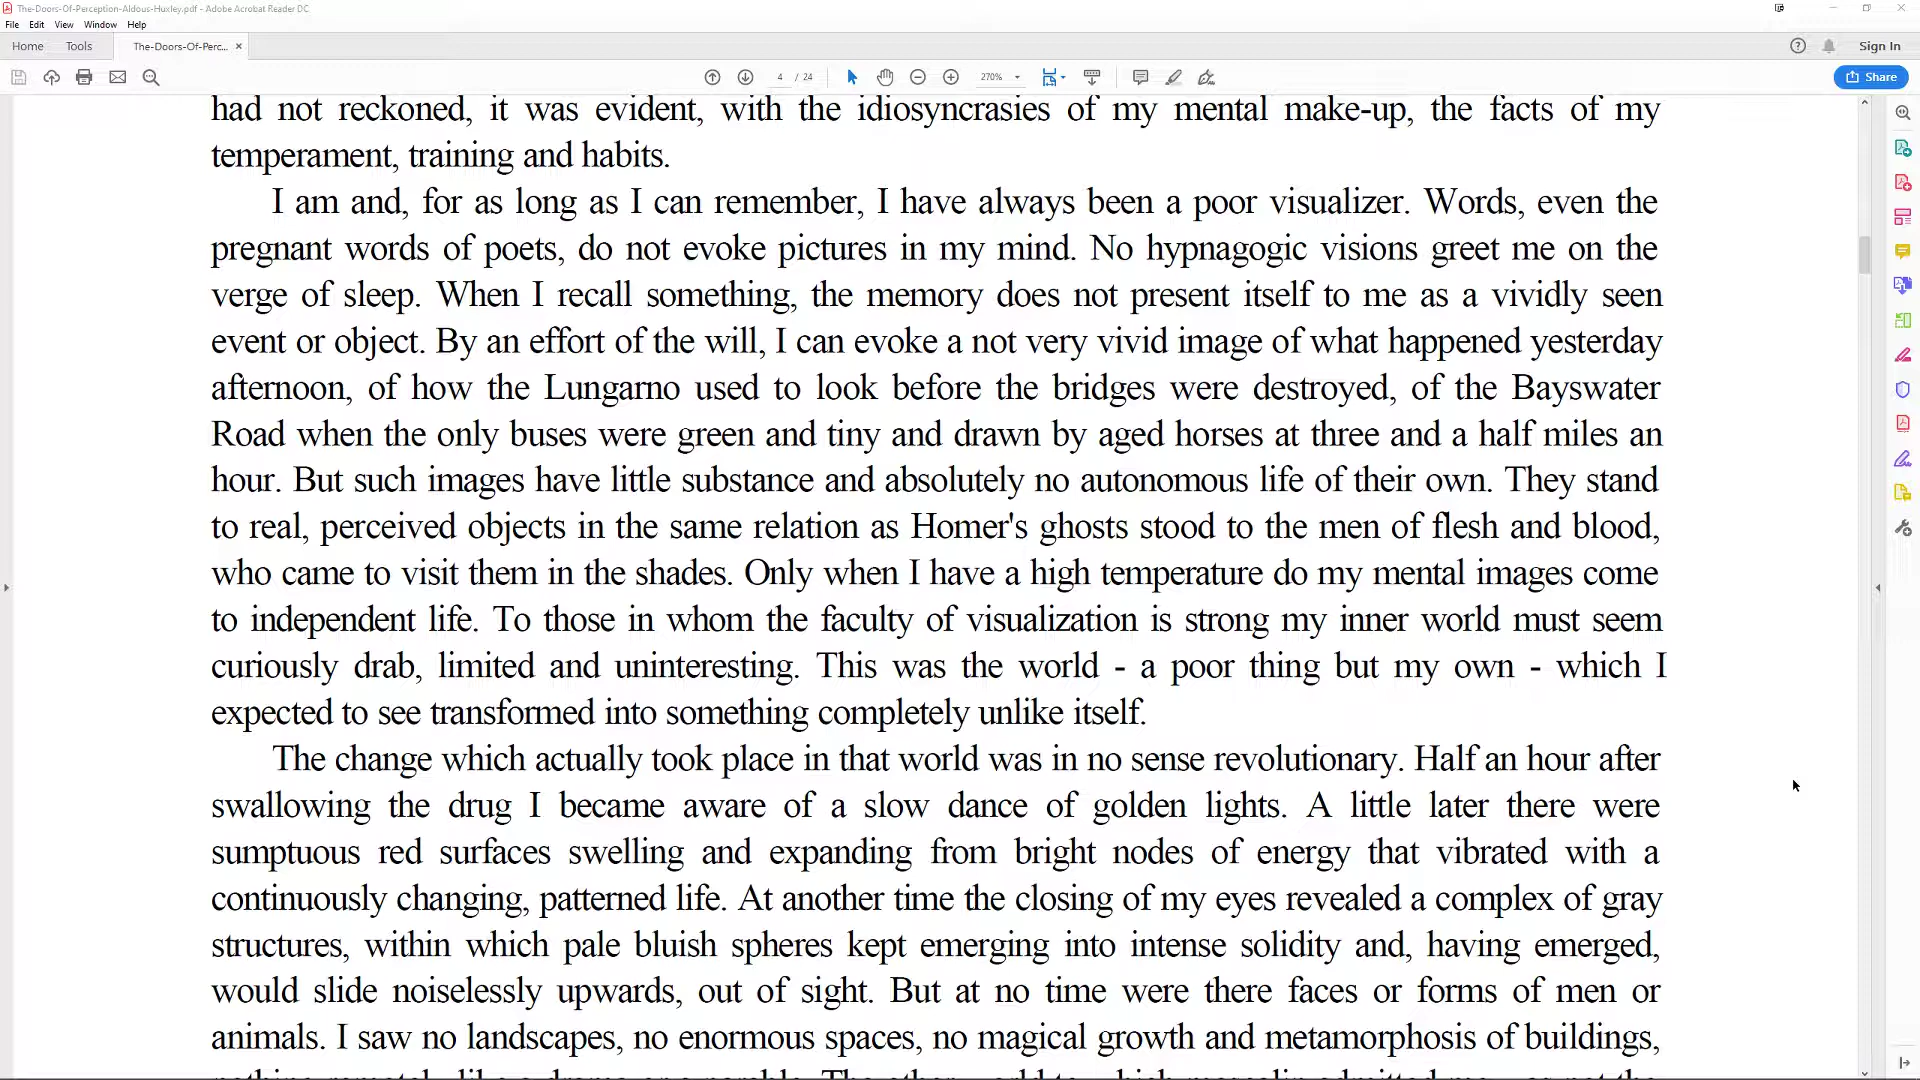 The-Doors-Of-Perception-Aldous-Huxley.pdf - Adobe Acrobat Reader DC
File Edit View Window Help
Home Tools The-Doors-Of-Perc... × Sign In
4 / 24 270% Share
had not reckoned, it was evident, with the idiosyncrasies of my mental make-up, the facts of my
temperament, training and habits.
I am and, for as long as I can remember, I have always been a poor visualizer. Words, even the
pregnant words of poets, do not evoke pictures in my mind. No hypnagogic visions greet me on the
verge of sleep. When I recall something, the memory does not present itself to me as a vividly seen
event or object. By an effort of the will, I can evoke a not very vivid image of what happened yesterday
afternoon, of how the Lungarno used to look before the bridges were destroyed, of the Bayswater
Road when the only buses were green and tiny and drawn by aged horses at three and a half miles an
hour. But such images have little substance and absolutely no autonomous life of their own. They stand
to real, perceived objects in the same relation as Homer's ghosts stood to the men of flesh and blood,
who came to visit them in the shades. Only when I have a high temperature do my mental images come
to independent life. To those in whom the faculty of visualization is strong my inner world must seem
curiously drab, limited and uninteresting. This was the world - a poor thing but my own - which I
expected to see transformed into something completely unlike itself.
The change which actually took place in that world was in no sense revolutionary. Half an hour after
swallowing the drug I became aware of a slow dance of golden lights. A little later there were
sumptuous red surfaces swelling and expanding from bright nodes of energy that vibrated with a
continuously changing, patterned life. At another time the closing of my eyes revealed a complex of gray
structures, within which pale bluish spheres kept emerging into intense solidity and, having emerged,
would slide noiselessly upwards, out of sight. But at no time were there faces or forms of men or
animals. I saw no landscapes, no enormous spaces, no magical growth and metamorphosis of buildings,